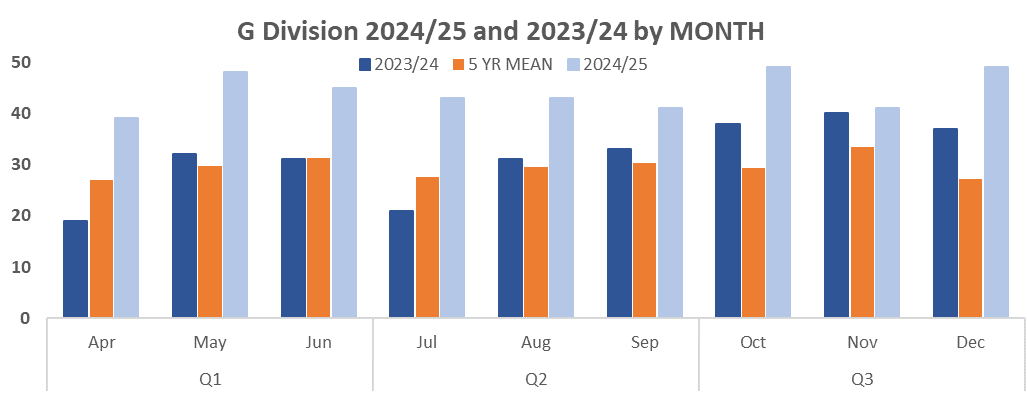 G Division 2024/25 and 2023/24 by MONTH
2023/24 5 YR MEAN 2024/25
50
40
30
20
10
0
Apr May Jun Jul Aug Sep Oct Nov Dec
Q1 Q2 Q3